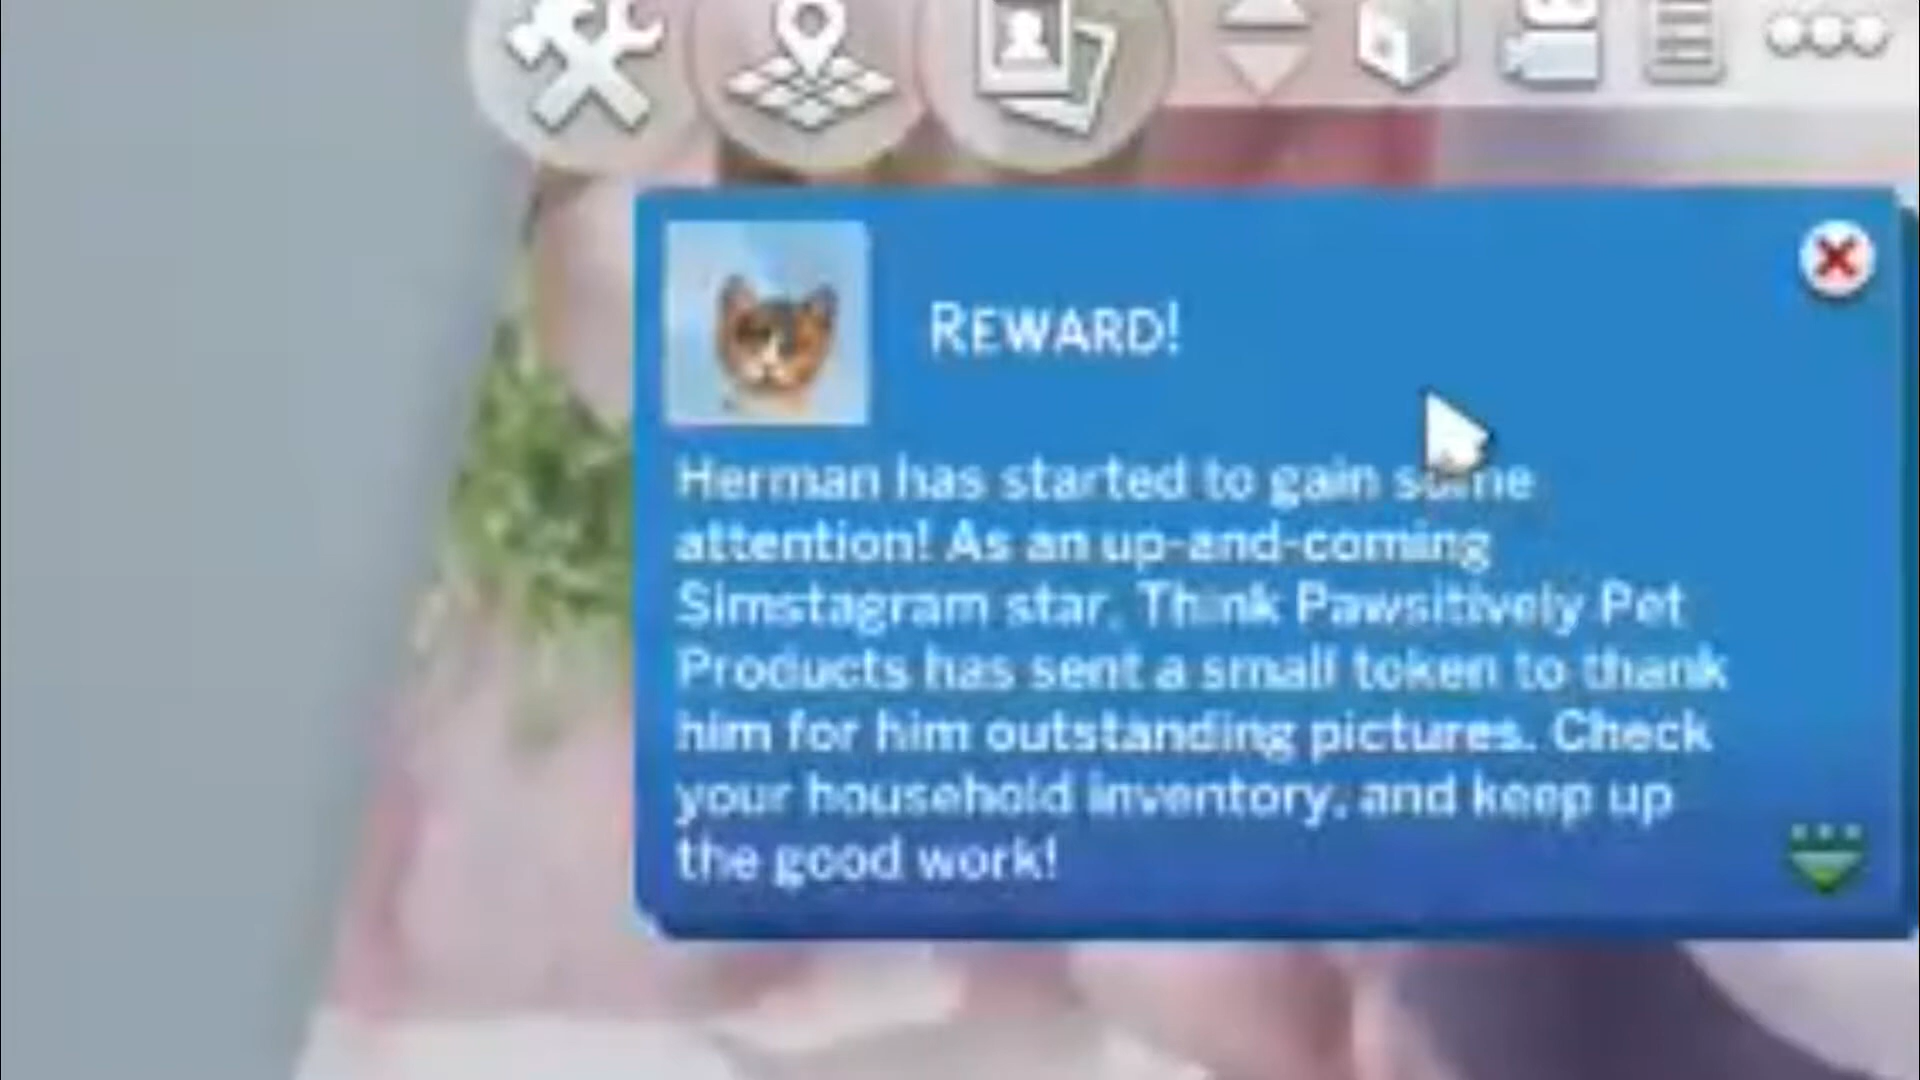 REWARD!
Herman has started to gain some
attention! As an up-and-coming
Simstagram star, Think Pawsitively Pet
Products has sent a small token to thank
him for him outstanding pictures. Check
your household inventory, and keep up
the good work!